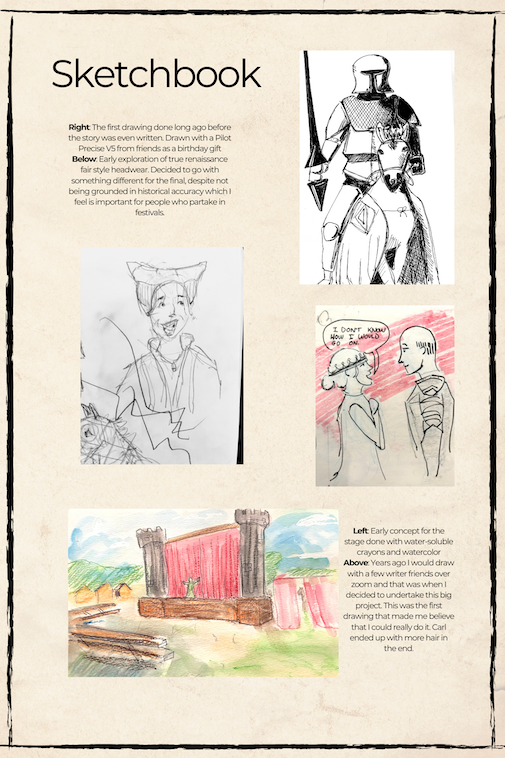 Sketchbook
Right: The first drawing done long ago before
the story was even written. Drawn with a Pilot
Precise V5 from friends as a birthday gift
Below: Early exploration of true renaissance
fair style headwear. Decided to go with
something different for the final, despite not
being grounded in historical accuracy which I
feel is important for people who partake in
festivals.
I DON'T KNOW
HOW I WOULD
GO ON.
Left: Early concept for the
stage done with water-soluble
crayons and watercolor
Above: Years ago I would draw
with a few writer friends over
zoom and that was when I
decided to undertake this big
project. This was the first
drawing that made me believe
that I could really do it. Carl
ended up with more hair in
the end.